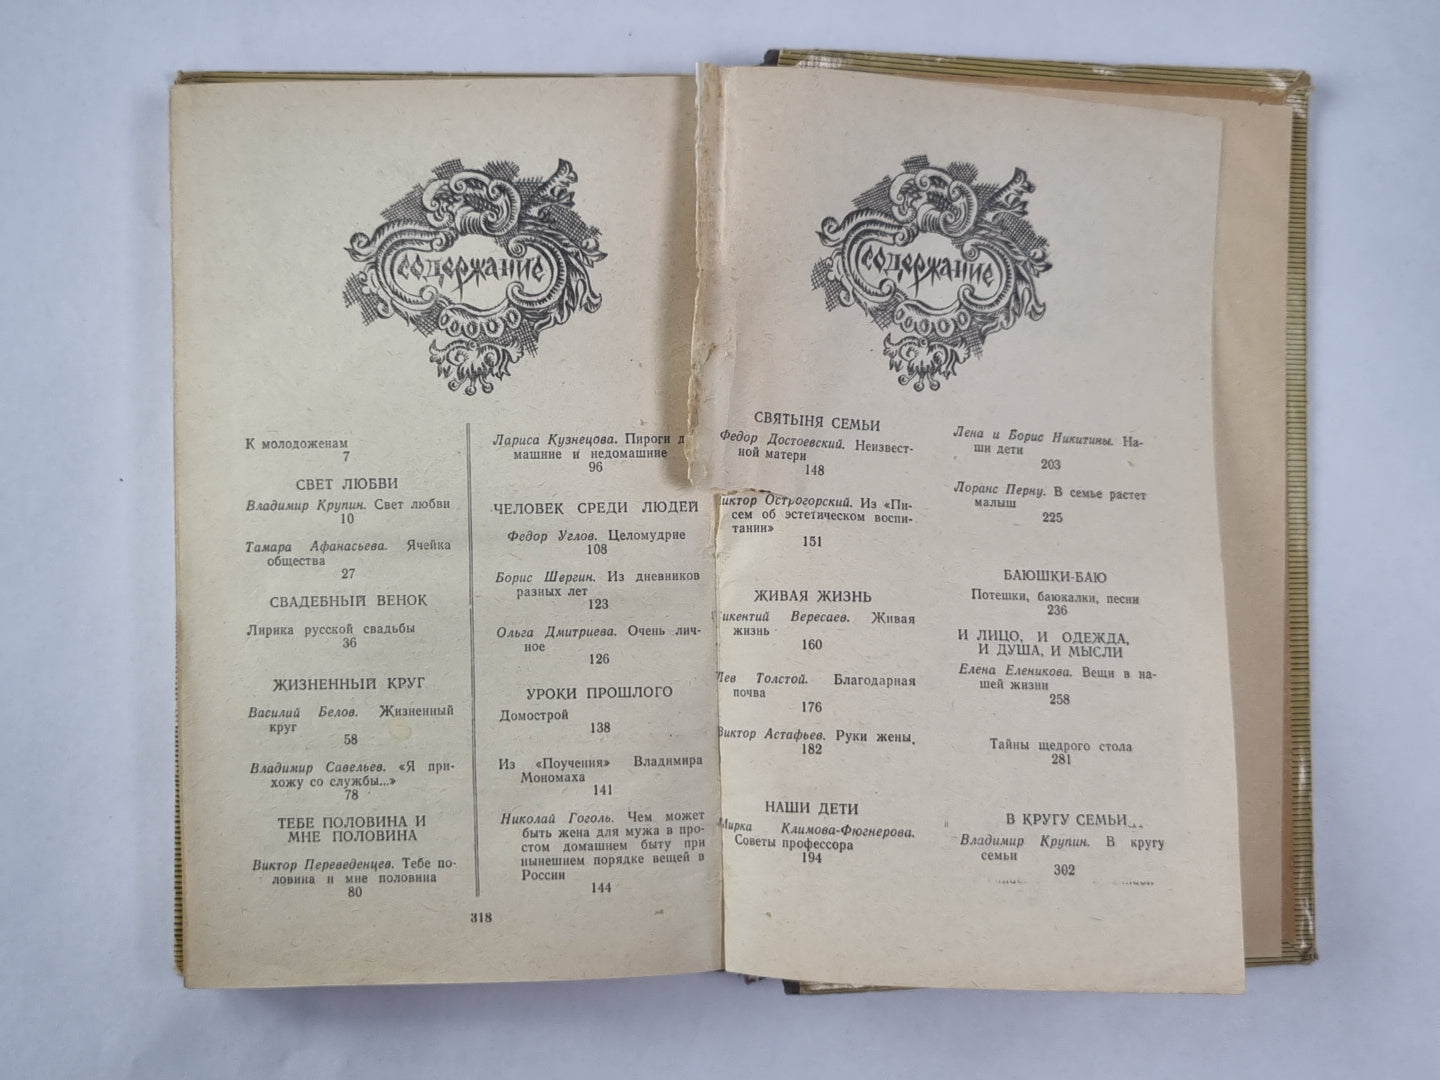 содержание
К молодоженам
7
СВЕТ ЛЮБВИ
Владимир Крупин. Свет любви
10
Тамара Афанасьева. Ячейка
общества
27
СВАДЕБНЫЙ ВЕНОК
Лирика русской свадьбы
36
ЖИЗНЕННЫЙ КРУГ
Василий Белов. Жизненный
круг
58
Владимир Савельев. «Я при-
хожу со службы...»
78
ТЕБЕ ПОЛОВИНА И
МНЕ ПОЛОВИНА
Виктор Переведенцев. Тебе по-
ловина и мне половина
80
Лариса Кузнецова. Пироги
машние и недомашние
96
ЧЕЛОВЕК СРЕДИ ЛЮДЕЙ
Федор Углов. Целомудрие
108
Борис Шергин. Из дневников
разных лет
123
Ольга Дмитриева. Очень лич-
ное
126
УРОКИ ПРОШЛОГО
Домострой
138
Из «Поучения» Владимира
Мономаха
141
Николай Гоголь. Чем может
быть жена для мужа в про-
стом домашнем быту при
нынешнем порядке вещей в
России
144
318
содержание
СВЯТЫНЯ СЕМЬИ
Федор Достоевский. Неизвест-
ной матери
148
иктор Острогорский. Из «Пи-
сем об эстетическом воспи-
тании»
151
ЖИВАЯ ЖИЗНЬ
икентий Вересаев. Живая
жизнь
160
Лев Толстой. Благодарная
почва
176
Виктор Астафьев. Руки жены,
182
НАШИ ДЕТИ
Мирка Климова-Фюгнерова.
Советы профессора
194
Лена и Борис Никитины. На-
ши дети
203
Лоранс Перну. В семье растет
малыш
225
БАЮШКИ-БАЮ
Потешки, баюкалки, песни
236
И ЛИЦО, И ОДЕЖДА,
И ДУША, И МЫСЛИ
Елена Еленикова. Вещи в на-
шей жизни
258
Тайны щедрого стола
281
В КРУГУ СЕМЬИ
Владимир Крупин. В кругу
семьи
302